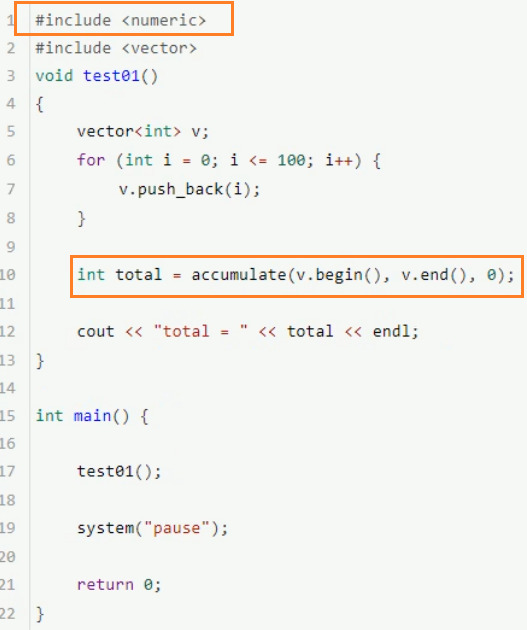 1 #include <numeric>
2 #include <vector>
3 void test01()
4 {
5 vector<int> v;
6 for (int i = 0; i <= 100; i++) {
7 v.push_back(i);
8 }
9
10 int total = accumulate(v.begin(), v.end(), 0);
11
12 cout << "total = " << total << endl;
13 }
14
15 int main() {
16
17 test01();
18
19 system("pause");
20
21 return 0;
22 }